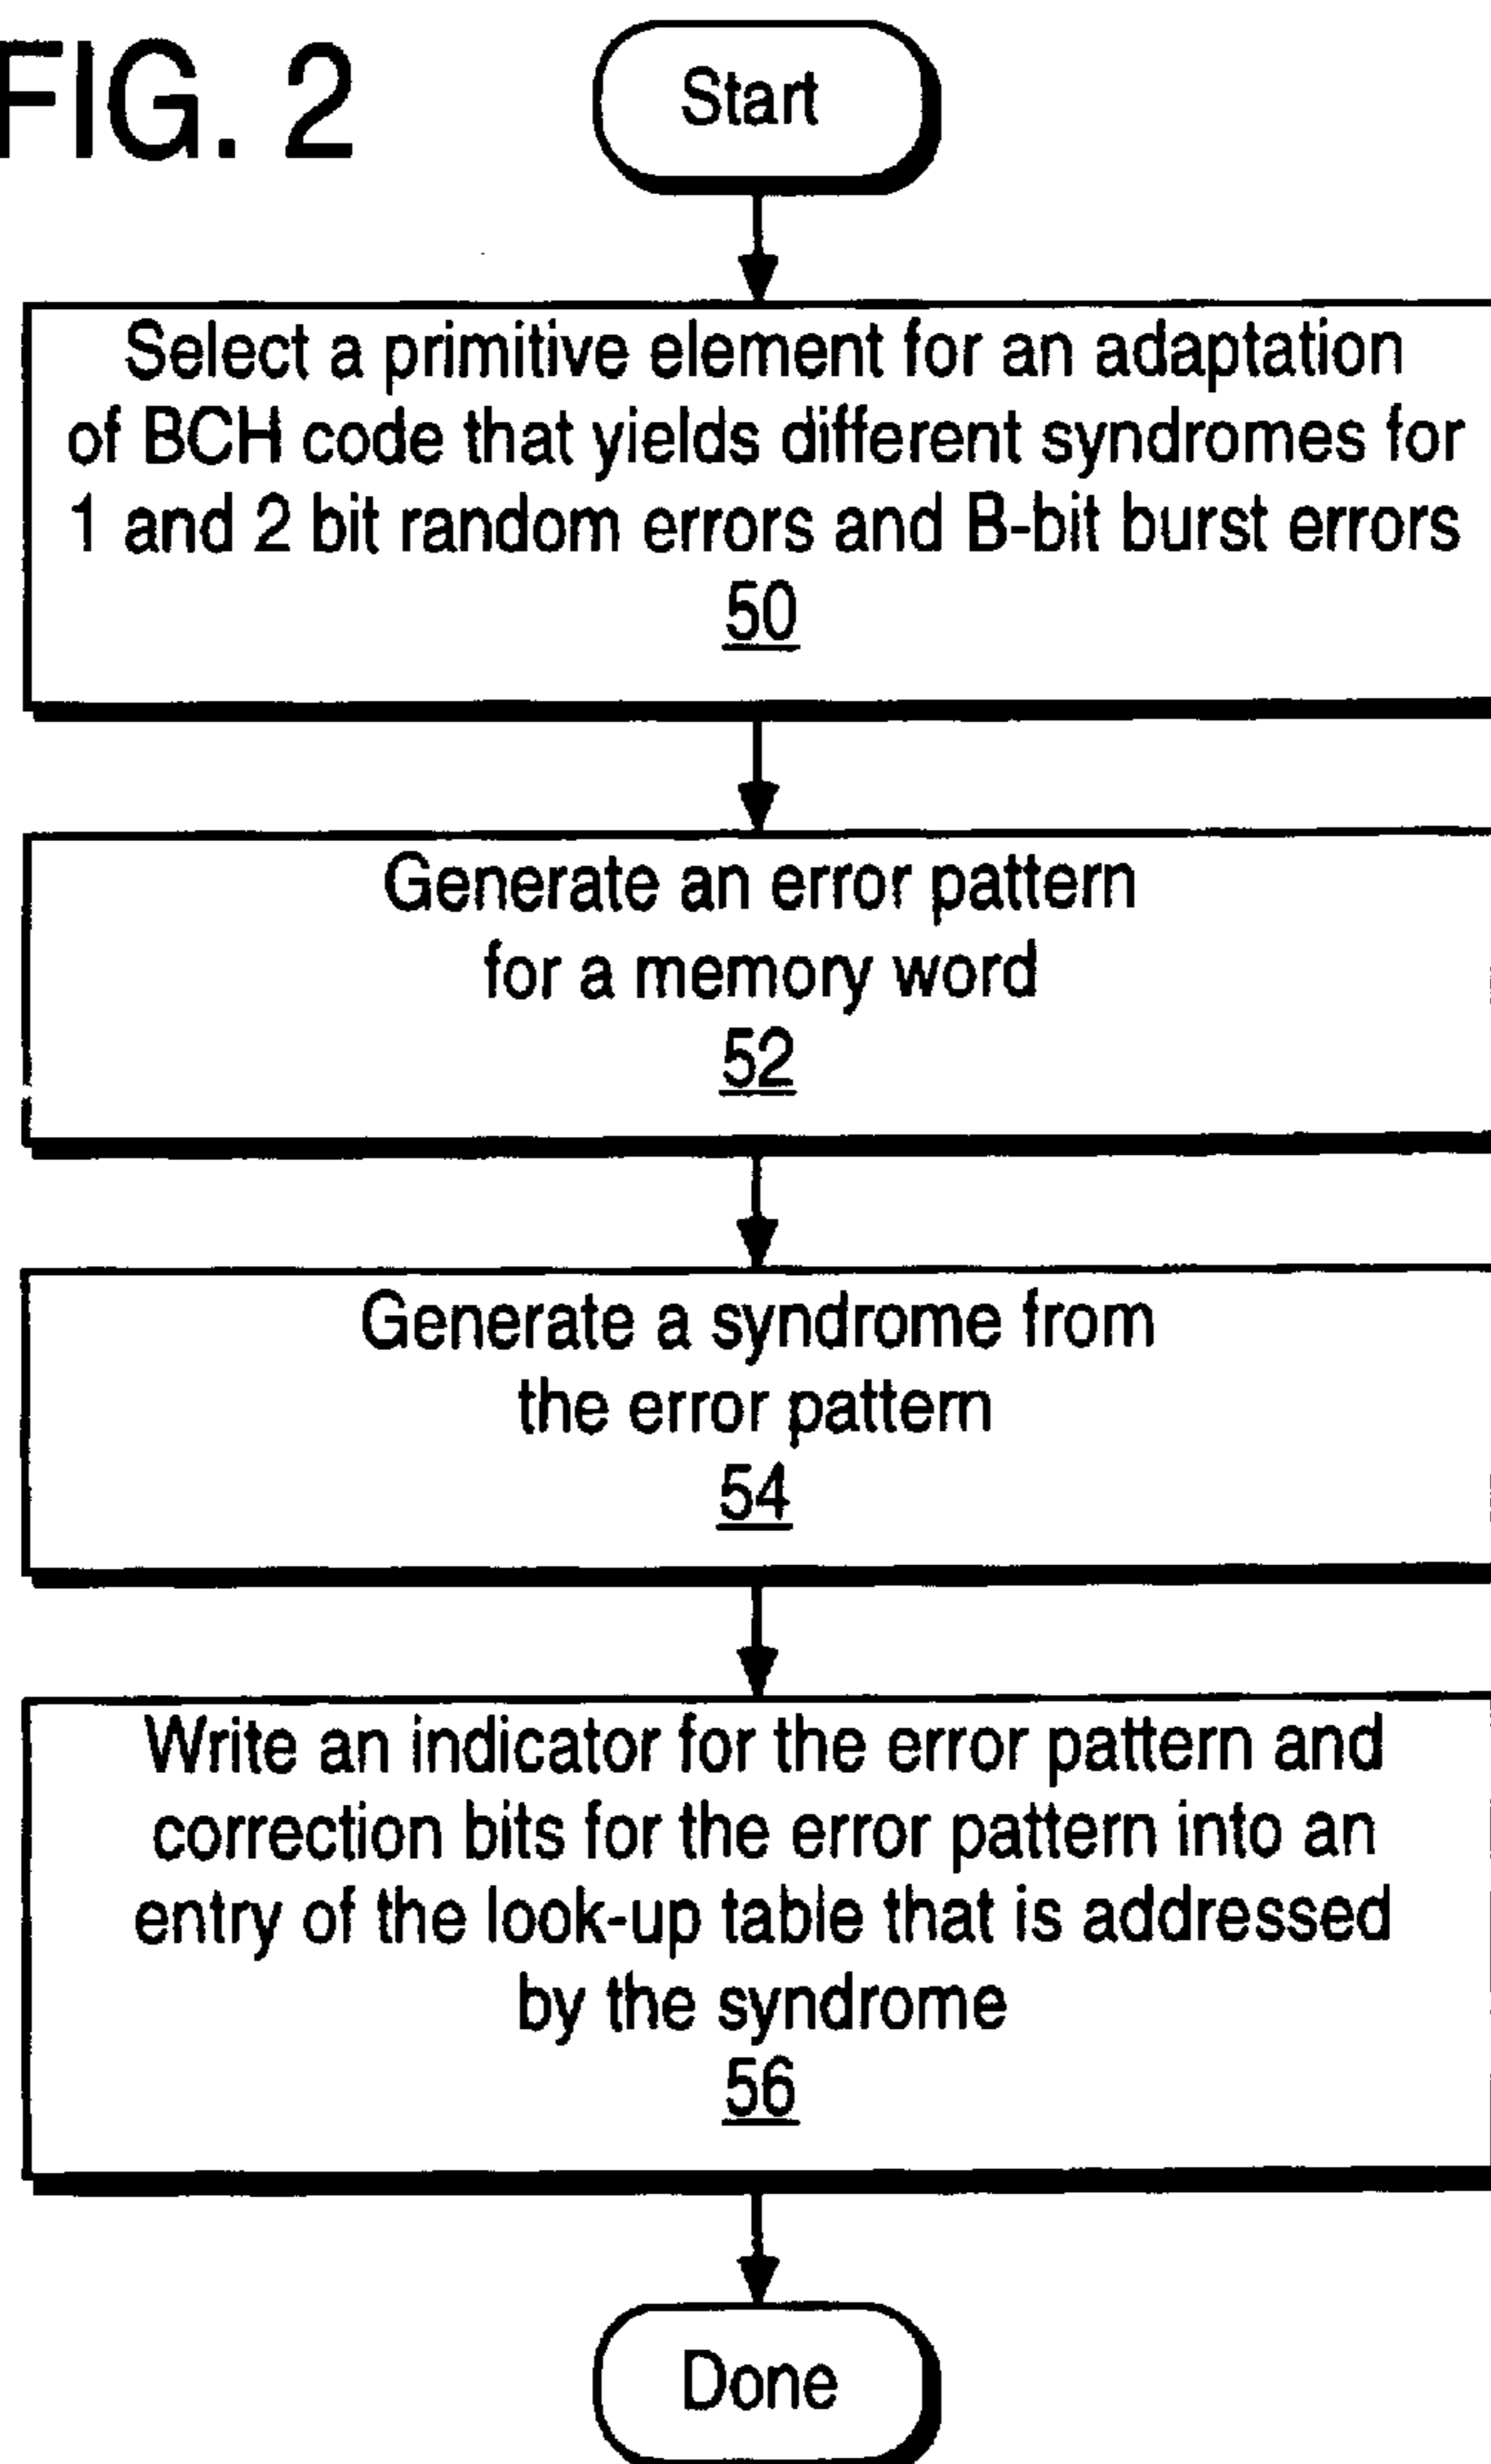 FIG. 2
Start
Select a primitive element for an adaptation
of BCH code that yields different syndromes for
1 and 2 bit random errors and B-bit burst errors
50
Generate an error pattern
for a memory word
52
Generate a syndrome from
the error pattern
54
Write an indicator for the error pattern and
correction bits for the error pattern into an
entry of the look-up table that is addressed
by the syndrome
56
Done